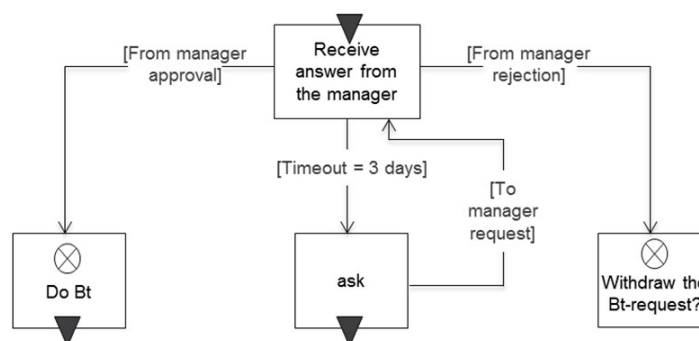 Receive
answer from
the manager
[From manager
approval]
[From manager
rejection]
[Timeout = 3 days]
[To
manager
request]
Do Bt
ask
Withdraw the
Bt-request?